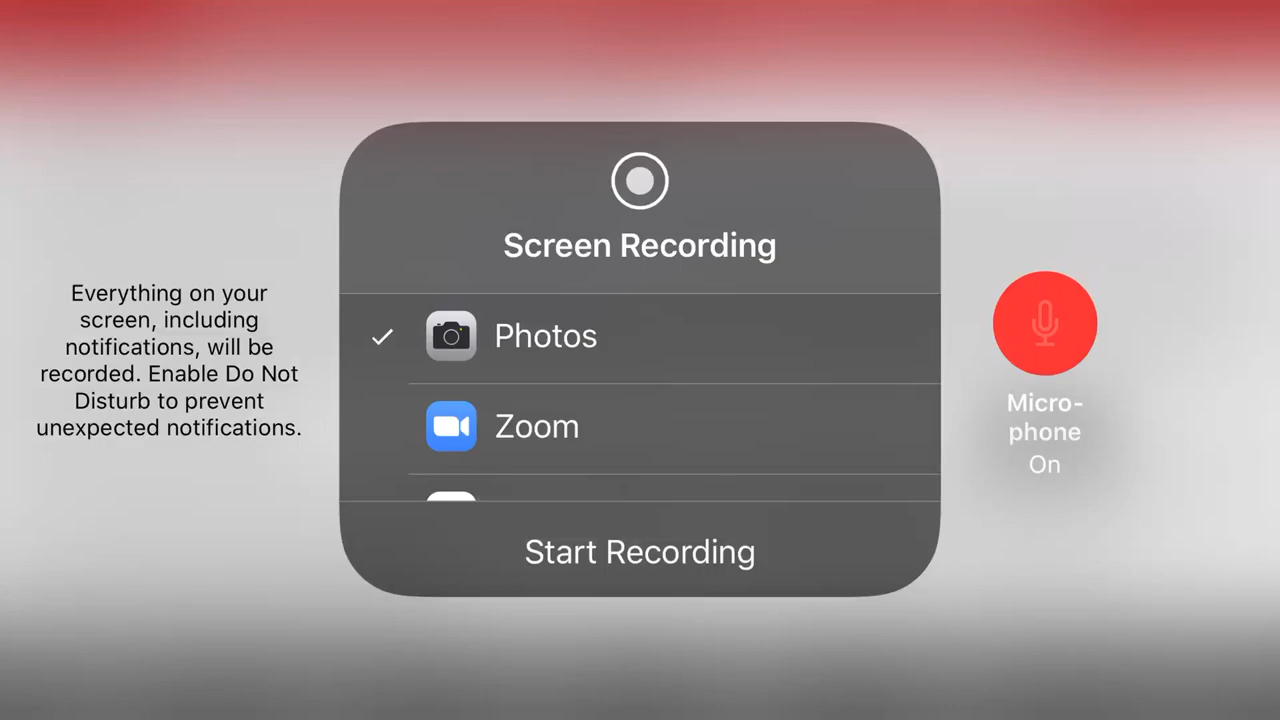 Everything on your
screen, including
notifications, will be
recorded. Enable Do Not
Disturb to prevent
unexpected notifications.
Screen Recording
Photos
Zoom
Start Recording
Micro-
phone
On